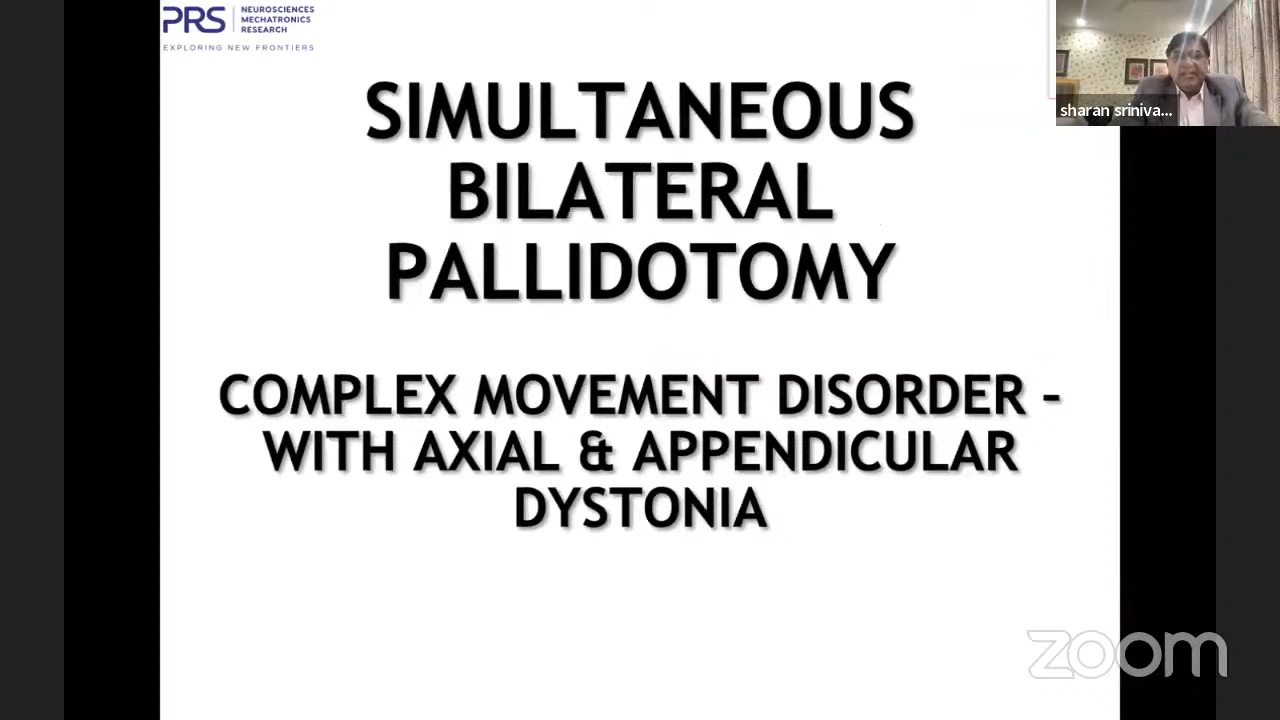 PRS
NEUROSCIENCES
MECHATRONICS
RESEARCH
EXPLORING NEW FRONTIERS
sharan sriniva...
SIMULTANEOUS
BILATERAL
PALLIDOTOMY
COMPLEX MOVEMENT DISORDER -
WITH AXIAL & APPENDICULAR
DYSTONIA
zoom